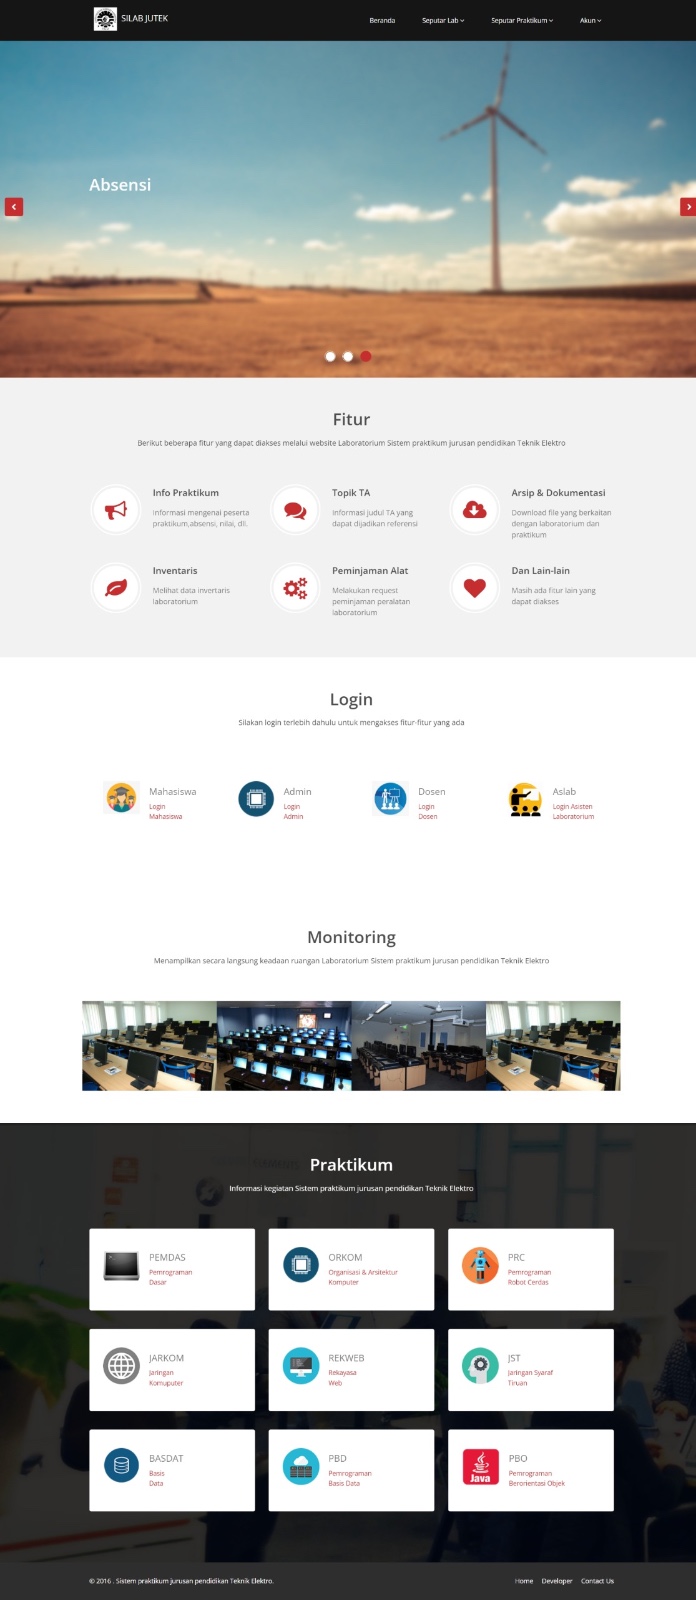 SILAB JUTEK
Beranda
Seputar Lab
Seputar Praktikum
Akun
Absensi
Fitur
Berikut beberapa fitur yang dapat diakses melalui website Laboratorium Sistem praktikum jurusan pendidikan Teknik Elektro
Info Praktikum
Informasi mengenai peserta
praktikum,absensi, nilai, dll.
Topik TA
Informasi judul TA yang
dapat dijadikan referensi
Arsip & Dokumentasi
Download file yang berkaitan
dengan laboratorium dan
praktikum
Inventaris
Melihat data invertaris
laboratorium
Peminjaman Alat
Melakukan request
peminjaman peralatan
laboratorium
Dan Lain-lain
Masih ada fitur lain yang
dapat diakses
Login
Silakan login terlebih dahulu untuk mengakses fitur-fitur yang ada
Mahasiswa
Login
Mahasiswa
Admin
Login
Admin
Dosen
Login
Dosen
Aslab
Login Asisten
Laboratorium
Monitoring
Menampilkan secara langsung keadaan ruangan Laboratorium Sistem praktikum jurusan pendidikan Teknik Elektro
Praktikum
Informasi kegiatan Sistem praktikum jurusan pendidikan Teknik Elektro
PEMDAS
Pemrograman
Dasar
ORKOM
Organisasi & Arsitektur
Komputer
PRC
Pemrograman
Robot Cerdas
JARKOM
Jaringan
Komuputer
REKWEB
Rekayasa
Web
JST
Jaringan Syaraf
Tiruan
BASDAT
Basis
Data
PBD
Pemrograman
Basis Data
Java
PBO
Pemrograman
Berorientasi Objek
© 2016 . Sistem praktikum jurusan pendidikan Teknik Elektro.
Home
Developer
Contact Us